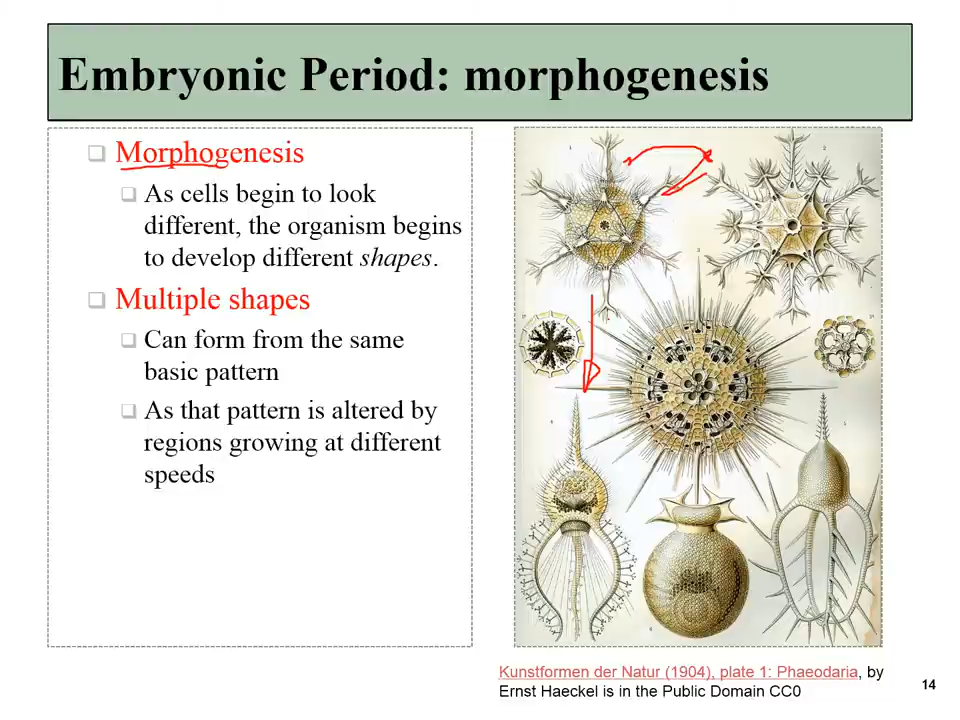 Embryonic Period: morphogenesis
Morphogenesis
As cells begin to look
different, the organism begins
to develop different shapes.
Multiple shapes
Can form from the same
basic pattern
As that pattern is altered by
regions growing at different
speeds
Kunstformen der Natur (1904), plate 1: Phaeodaria, by
Ernst Haeckel is in the Public Domain CC0
14